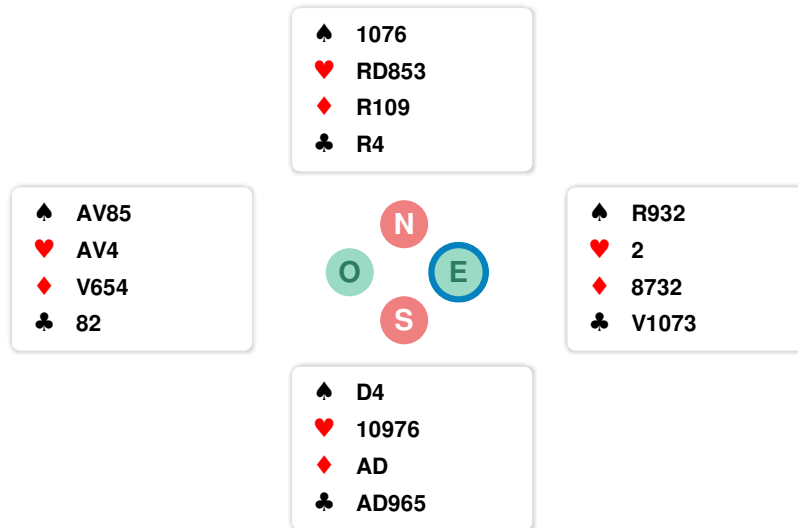 ♠ 1076
♥ RD853
♦ R109
♣ R4
♠ AV85
♥ AV4
♦ V654
♣ 82
N
O
E
S
♠ R932
♥ 2
♦ 8732
♣ V1073
♠ D4
♥ 10976
♦ AD
♣ AD965